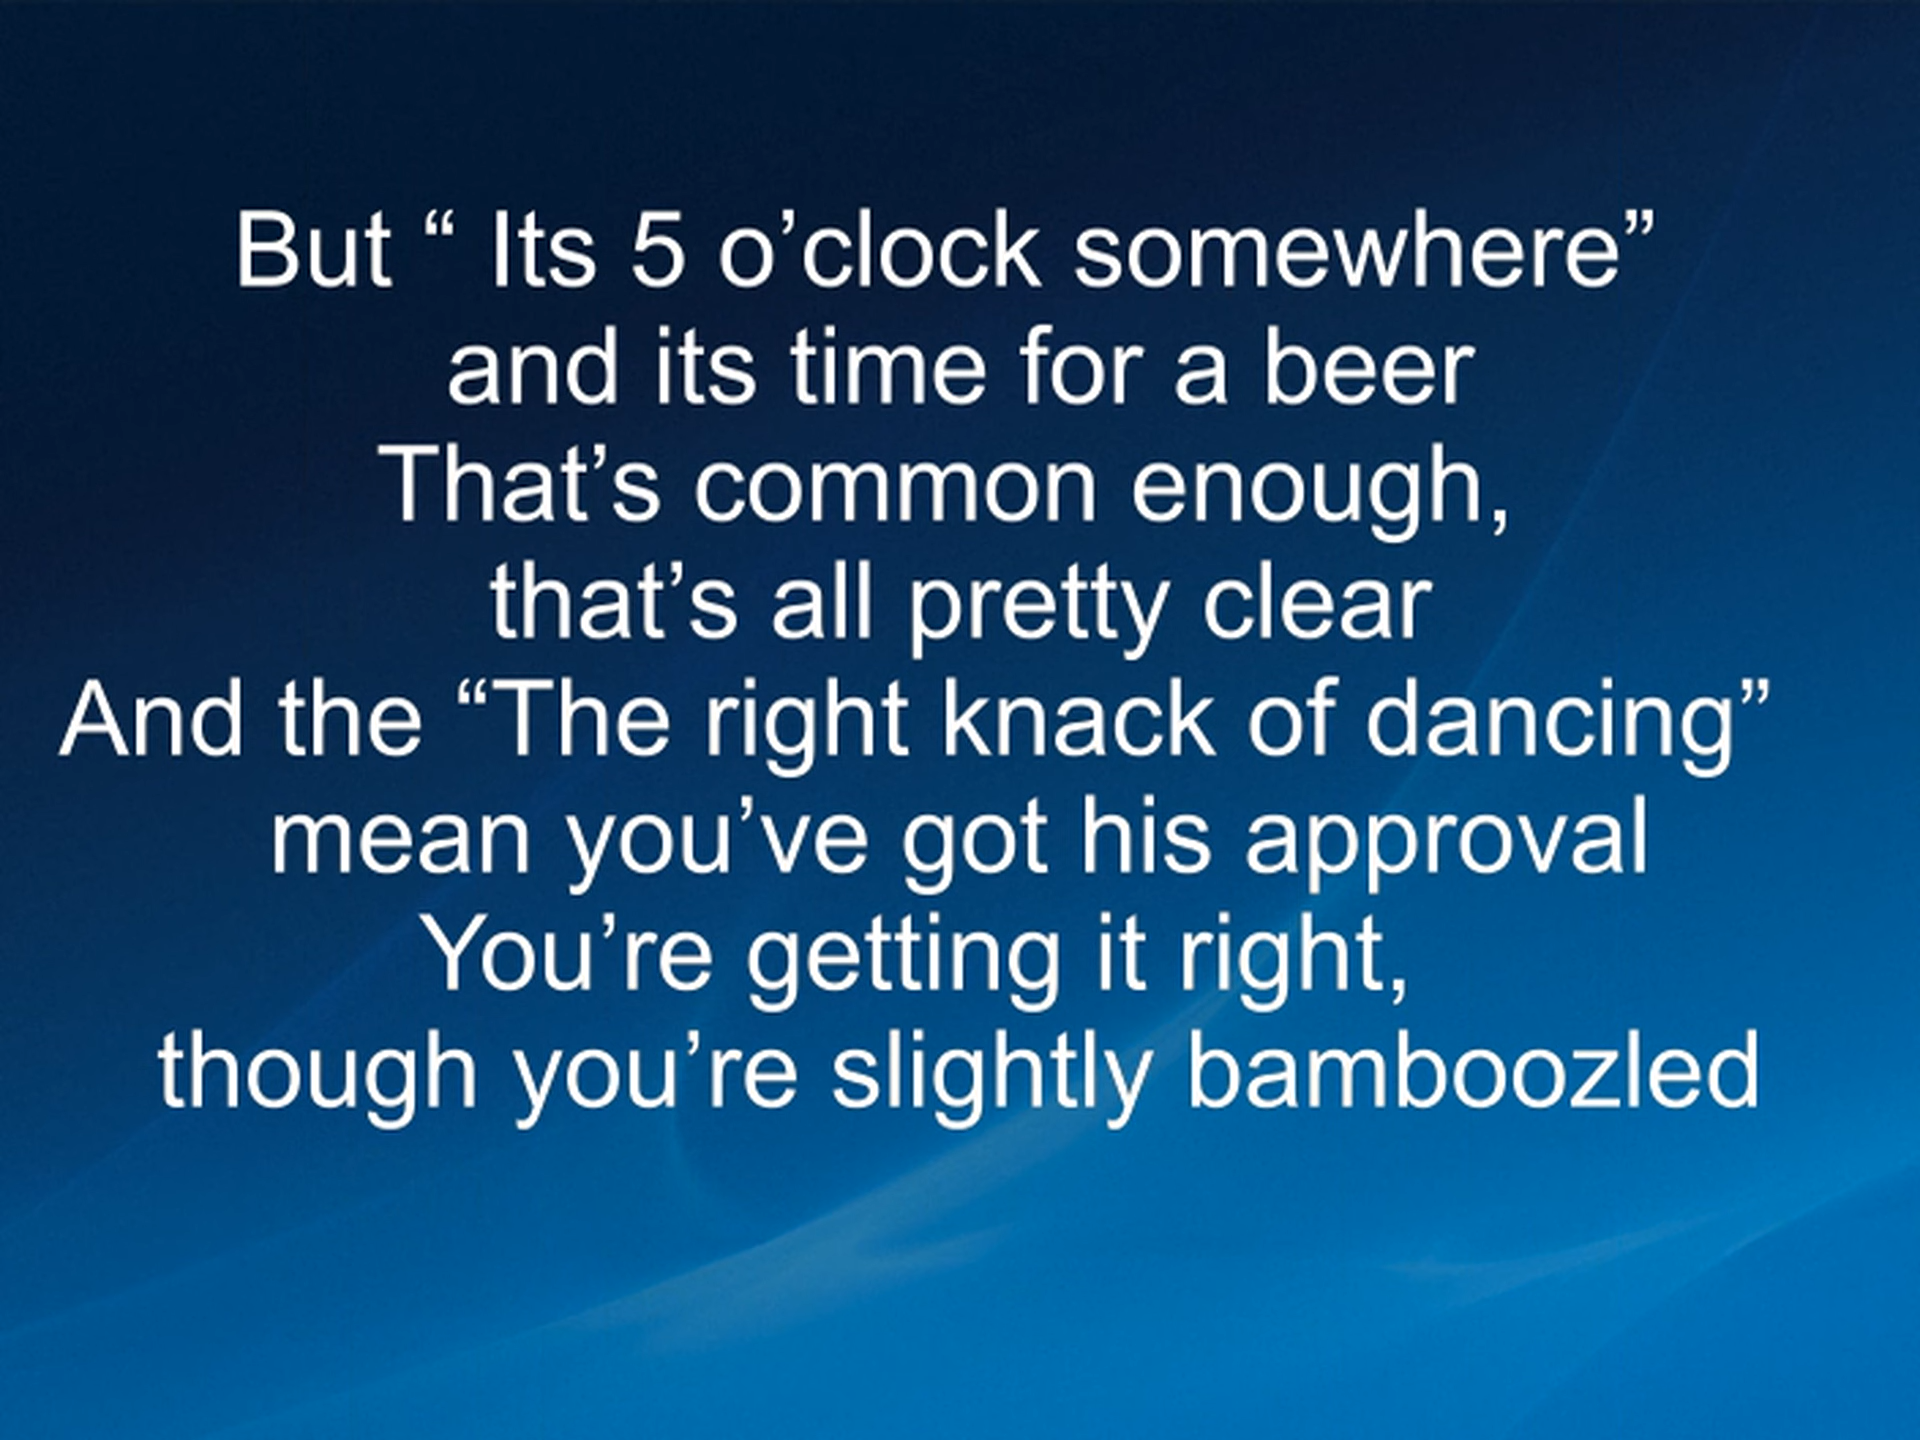 But “ Its 5 o’clock somewhere”
and its time for a beer
That’s common enough,
that’s all pretty clear
And the “The right knack of dancing”
mean you’ve got his approval
You’re getting it right,
though you’re slightly bamboozled